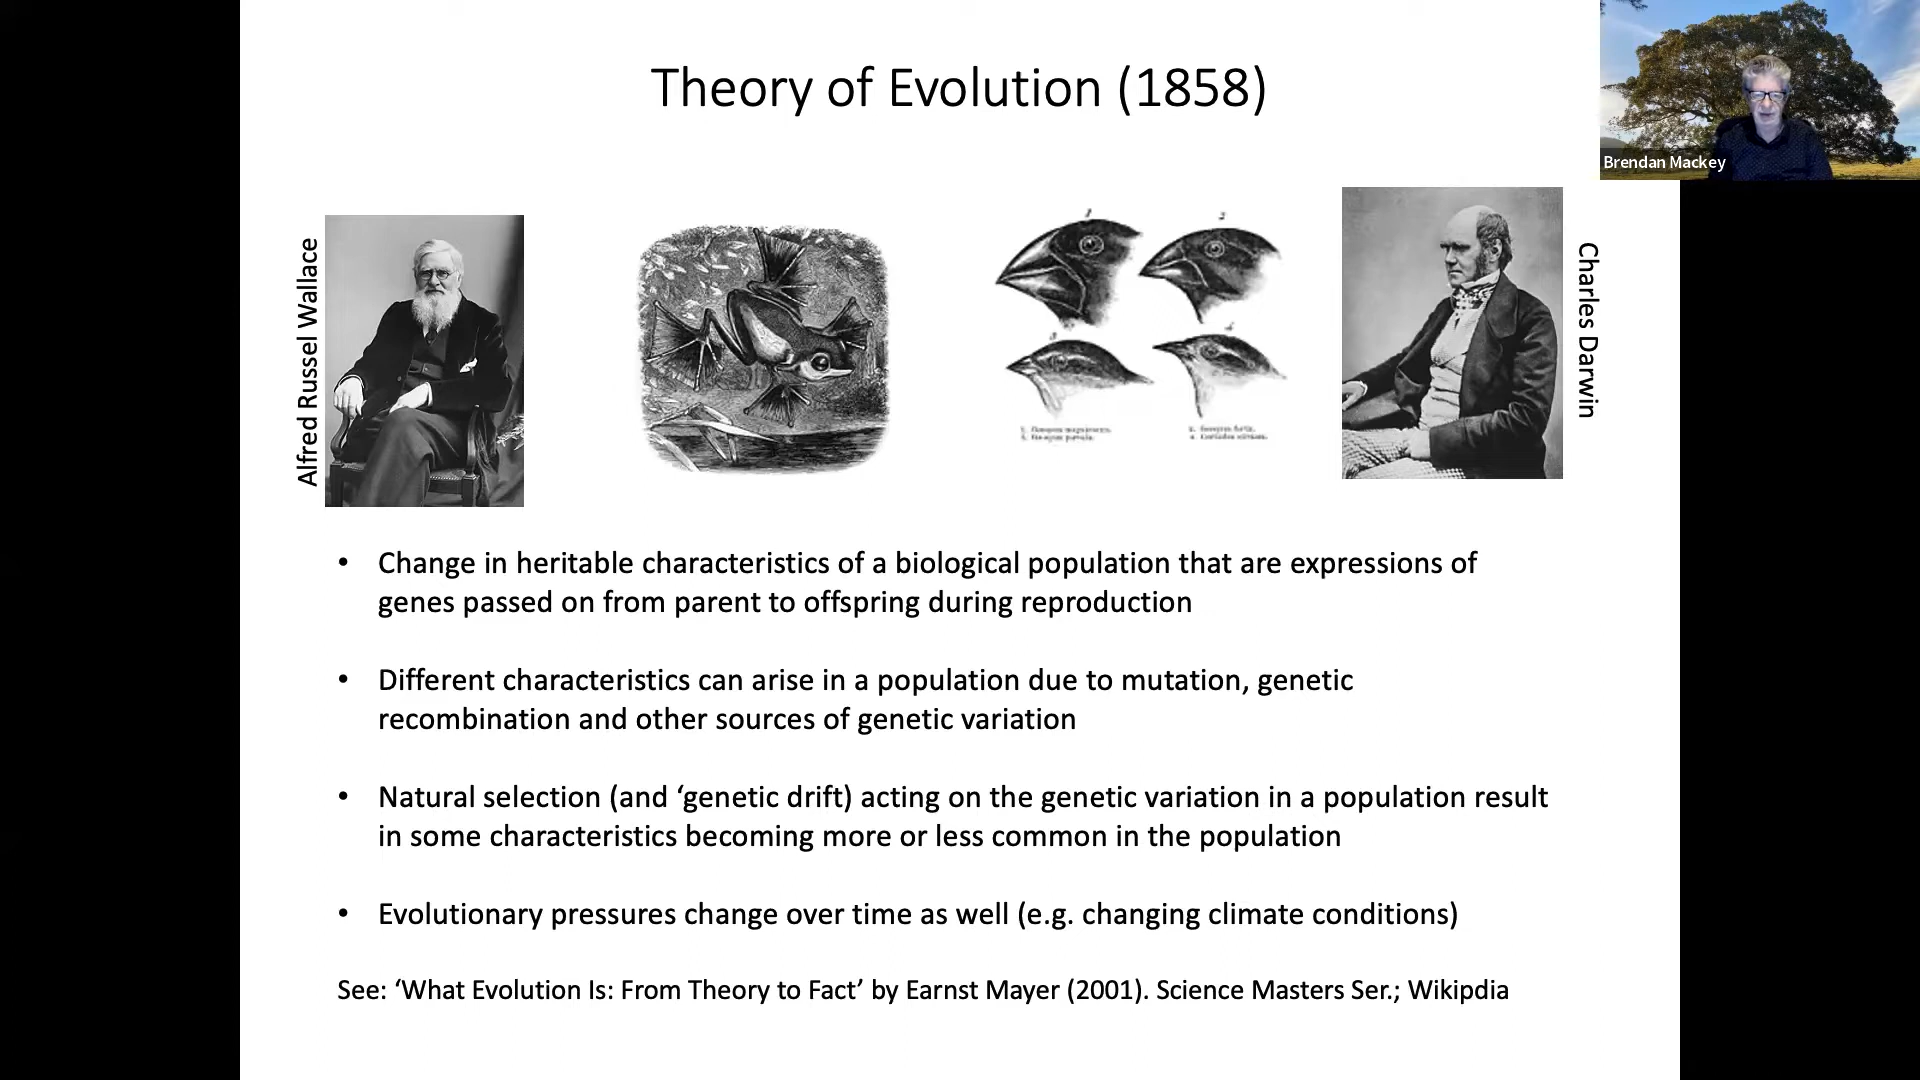 Theory of Evolution (1858)
Brendan Mackey
Alfred Russel Wallace
1
2
3
4
Charles Darwin
• Change in heritable characteristics of a biological population that are expressions of
genes passed on from parent to offspring during reproduction
• Different characteristics can arise in a population due to mutation, genetic
recombination and other sources of genetic variation
• Natural selection (and ‘genetic drift) acting on the genetic variation in a population result
in some characteristics becoming more or less common in the population
• Evolutionary pressures change over time as well (e.g. changing climate conditions)
See: ‘What Evolution Is: From Theory to Fact’ by Earnst Mayer (2001). Science Masters Ser.; Wikipdia